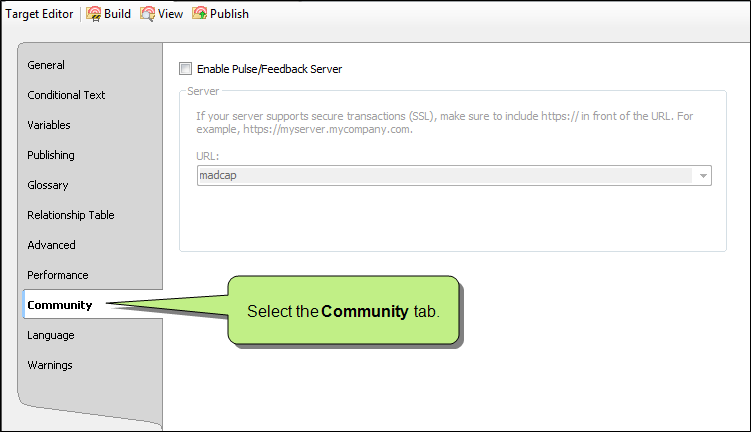 Target Editor Build View Publish
General
Conditional Text
Variables
Publishing
Glossary
Relationship Table
Advanced
Performance
Community
Language
Warnings
Enable Pulse/Feedback Server
Server
If your server supports secure transactions (SSL), make sure to include https:// in front of the URL. For
example, https://myserver.mycompany.com.
URL:
madcap
Select the Community tab.